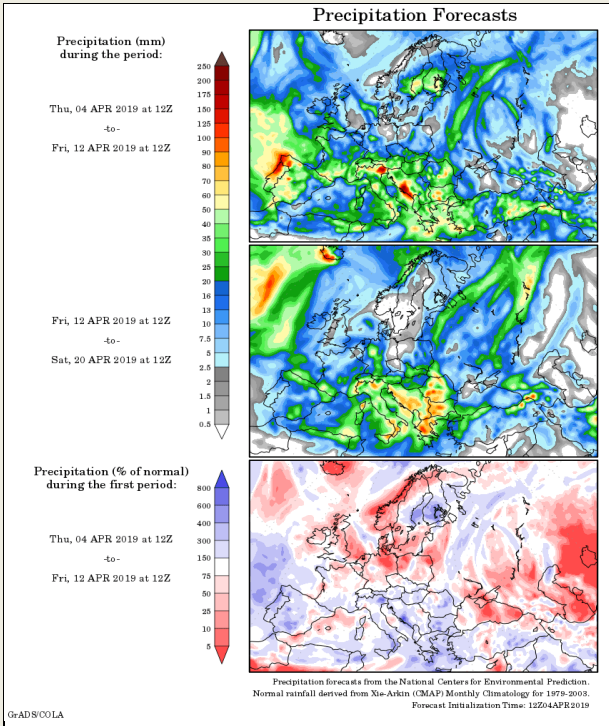 Precipitation Forecasts
Precipitation (mm)
during the period:
Thu, 04 APR 2019 at 12Z
-to-
Fri, 12 APR 2019 at 12Z
250
200
175
150
125
100
90
80
70
60
50
40
35
30
25
20
16
13
10
7.5
5
2.5
2
1.5
1
0.5
Fri, 12 APR 2019 at 12Z
-to-
Sat, 20 APR 2019 at 12Z
Precipitation (% of normal)
during the first period:
Thu, 04 APR 2019 at 12Z
-to-
Fri, 12 APR 2019 at 12Z
800
600
400
300
150
75
50
25
10
5
Precipitation forecasts from the National Centers for Environmental Prediction.
Normal rainfall derived from Xie-Arkin (CMAP) Monthly Climatology for 1979-2003.
Forecast Initialization Time: 12Z04APR2019
GrADS/COLA